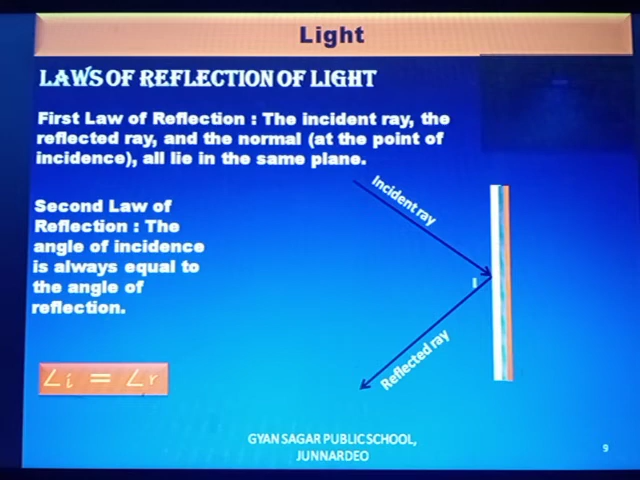 Light
LAWS OF REFLECTION OF LIGHT
First Law of Reflection : The incident ray, the
reflected ray, and the normal (at the point of
incidence), all lie in the same plane.
Incident ray
Second Law of
Reflection : The
angle of incidence
is always equal to
the angle of
reflection.
I
Reflected ray
∠i = ∠r
GYAN SAGAR PUBLIC SCHOOL,
JUNNARDEO
9